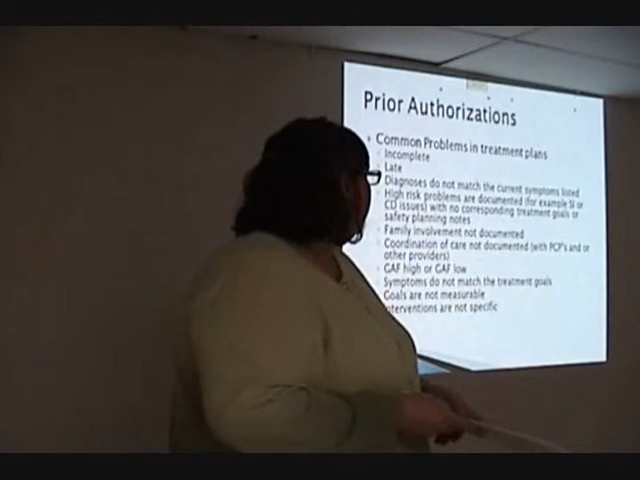 Prior Authorizations
Common Problems in treatment plans
Incomplete
Late
Diagnoses do not match the current symptoms listed
High risk problems are documented (for example SI or
CD issues) with no corresponding treatment goals or
safety planning notes
Family involvement not documented
Coordination of care not documented (with PCP's and or
other providers)
GAF high or GAF low
Symptoms do not match the treatment goals
Goals are not measurable
nterventions are not specific